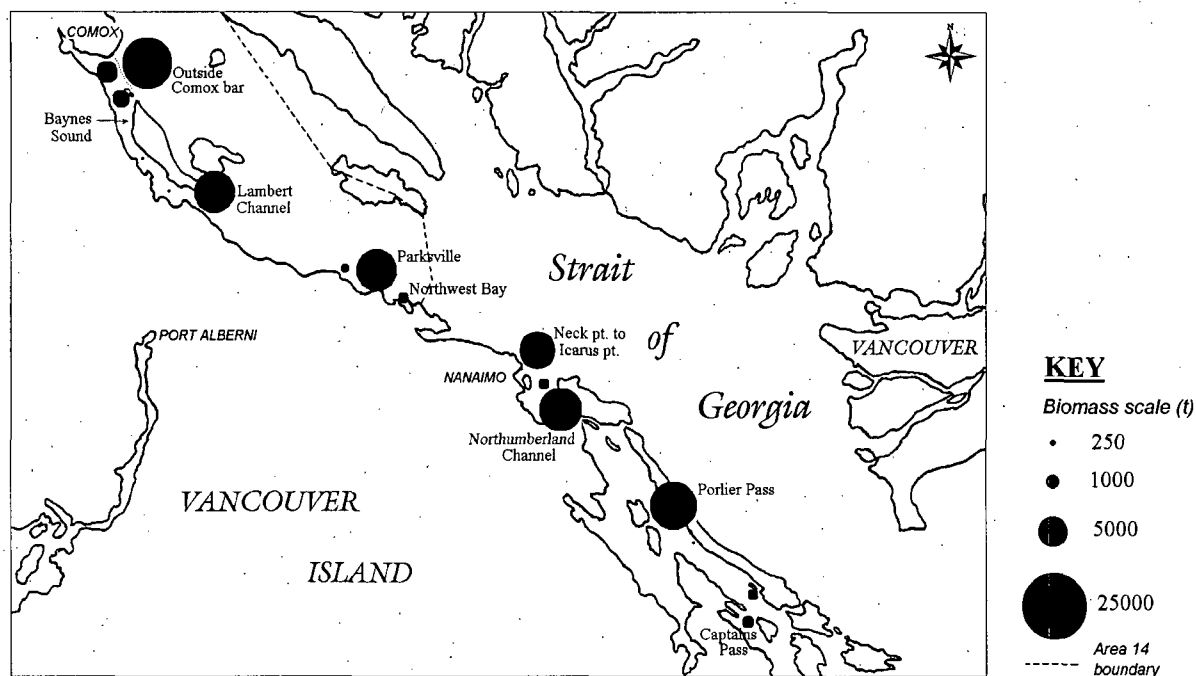 N
COMOX
Outside
Comox bar
Baynes
Sound
Lambert
Channel
Parksville
Northwest Bay
Strait
of
Georgia
PORT ALBERNI
Neck pt. to
Icarus pt.
NANAIMO
VANCOUVER
Northumberland
Channel
VANCOUVER
ISLAND
Porlier Pass
Captains
Pass
KEY
Biomass scale (t)
250
1000
5000
25000
Area 14
boundary